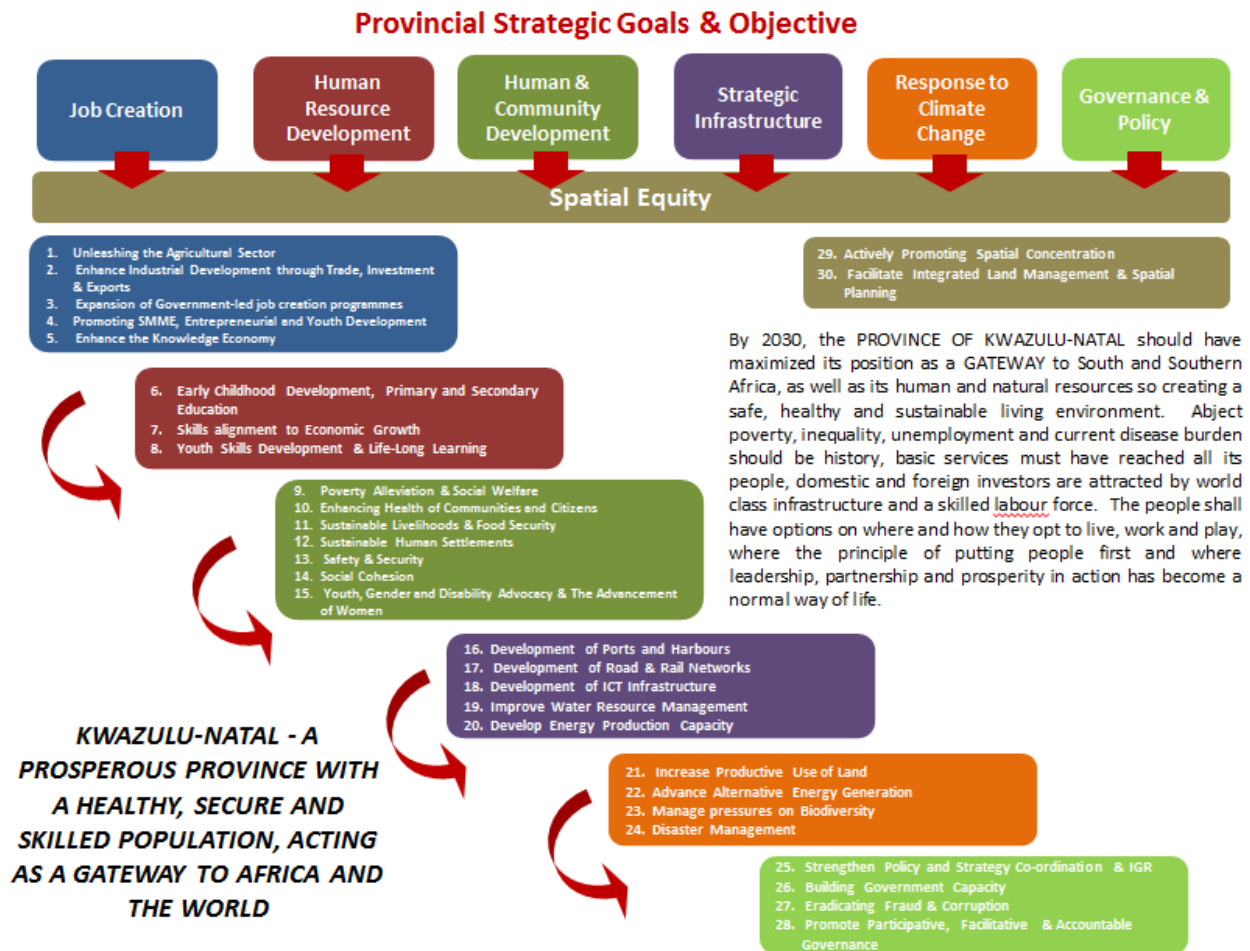 Provincial Strategic Goals & Objective
Job Creation
Human
Resource
Development
Human &
Community
Development
Strategic
Infrastructure
Response to
Climate
Change
Governance &
Policy
Spatial Equity
1. Unleashing the Agricultural Sector
2. Enhance Industrial Development through Trade, Investment
& Exports
3. Expansion of Government-led job creation programmes
4. Promoting SMME, Entrepreneurial and Youth Development
5. Enhance the Knowledge Economy
29. Actively Promoting Spatial Concentration
30. Facilitate Integrated Land Management & Spatial
Planning
6. Early Childhood Development, Primary and Secondary
Education
7. Skills alignment to Economic Growth
8. Youth Skills Development & Life-Long Learning
9. Poverty Alleviation & Social Welfare
10. Enhancing Health of Communities and Citizens
11. Sustainable Livelihoods & Food Security
12. Sustainable Human Settlements
13. Safety & Security
14. Social Cohesion
15. Youth, Gender and Disability Advocacy & The Advancement
of Women
16. Development of Ports and Harbours
17. Development of Road & Rail Networks
18. Development of ICT Infrastructure
19. Improve Water Resource Management
20. Develop Energy Production Capacity
21. Increase Productive Use of Land
22. Advance Alternative Energy Generation
23. Manage pressures on Biodiversity
24. Disaster Management
25. Strengthen Policy and Strategy Co-ordination & IGR
26. Building Government Capacity
27. Eradicating Fraud & Corruption
28. Promote Participative, Facilitative & Accountable
Governance
By 2030, the PROVINCE OF KWAZULU-NATAL should have
maximized its position as a GATEWAY to South and Southern
Africa, as well as its human and natural resources so creating a
safe, healthy and sustainable living environment. Abject
poverty, inequality, unemployment and current disease burden
should be history, basic services must have reached all its
people, domestic and foreign investors are attracted by world
class infrastructure and a skilled labour force. The people shall
have options on where and how they opt to live, work and play,
where the principle of putting people first and where
leadership, partnership and prosperity in action has become a
normal way of life.
KWAZULU-NATAL - A
PROSPEROUS PROVINCE WITH
A HEALTHY, SECURE AND
SKILLED POPULATION, ACTING
AS A GATEWAY TO AFRICA AND
THE WORLD